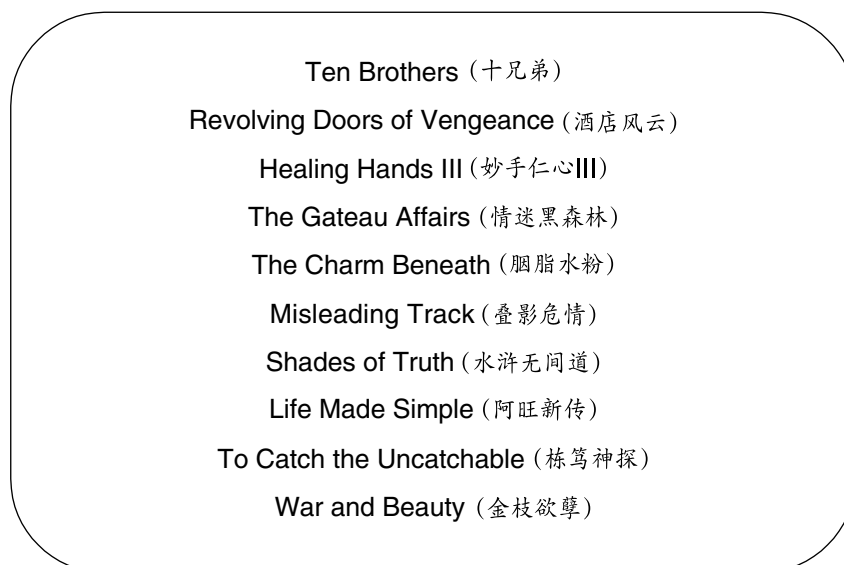 Ten Brothers (十兄弟)
Revolving Doors of Vengeance (酒店风云)
Healing Hands III (妙手仁心III)
The Gateau Affairs (情迷黑森林)
The Charm Beneath (胭脂水粉)
Misleading Track (叠影危情)
Shades of Truth (水浒无间道)
Life Made Simple (阿旺新传)
To Catch the Uncatchable (栋笃神探)
War and Beauty (金枝欲孽)